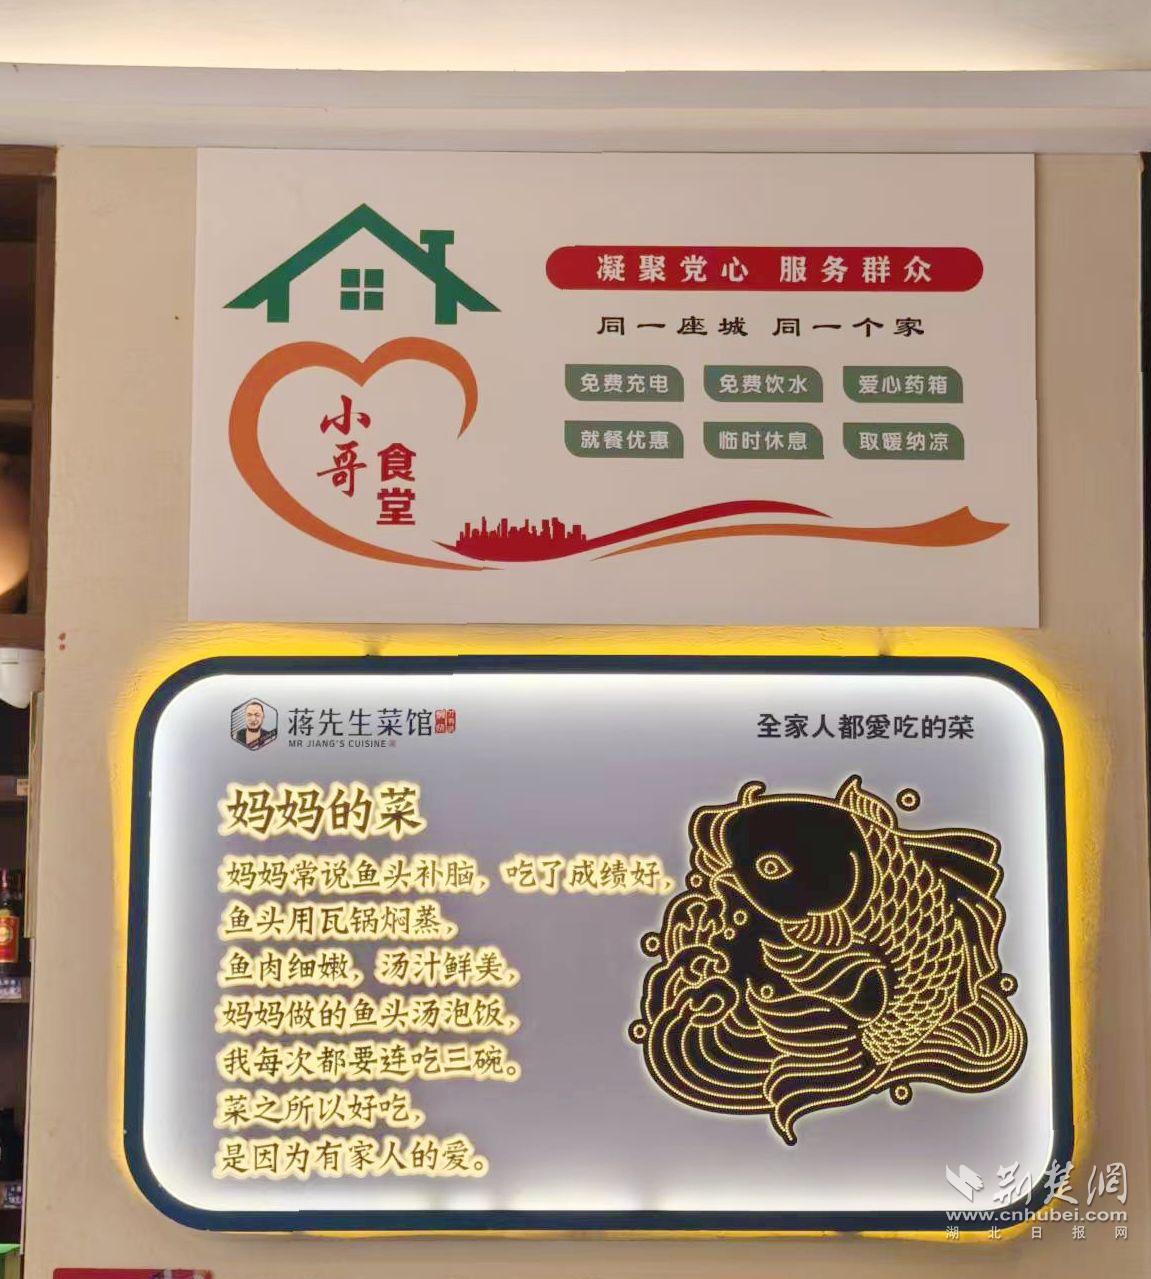 凝聚党心 服务群众
同一座城 同一个家
免费充电 免费饮水 爱心药箱
就餐优惠 临时休息 取暖纳凉
小哥
食堂
蒋先生菜馆
MR JIANG'S CUISINE
全家人都愛吃的菜
妈妈的菜
妈妈常说鱼头补脑，吃了成绩好，
鱼头用瓦锅焖蒸，
鱼肉细嫩，汤汁鲜美，
妈妈做的鱼头汤泡饭，
我每次都要连吃三碗。
菜之所以好吃，
是因为有家人的爱。
荆楚网
www.cnhubei.com
湖北日报网